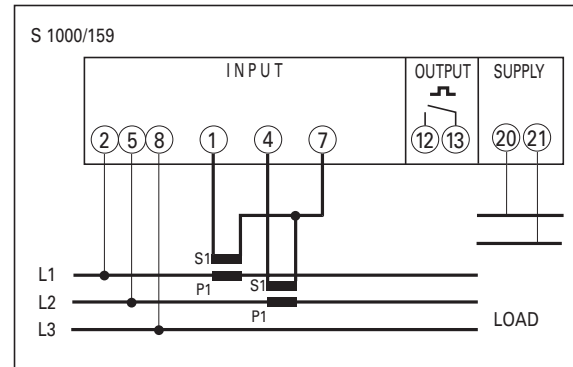 S 1000/159
INPUT OUTPUT SUPPLY
2 5 8 1 4 7 12 13 20 21
S1
L1
P1 S1
L2
P1
L3
LOAD